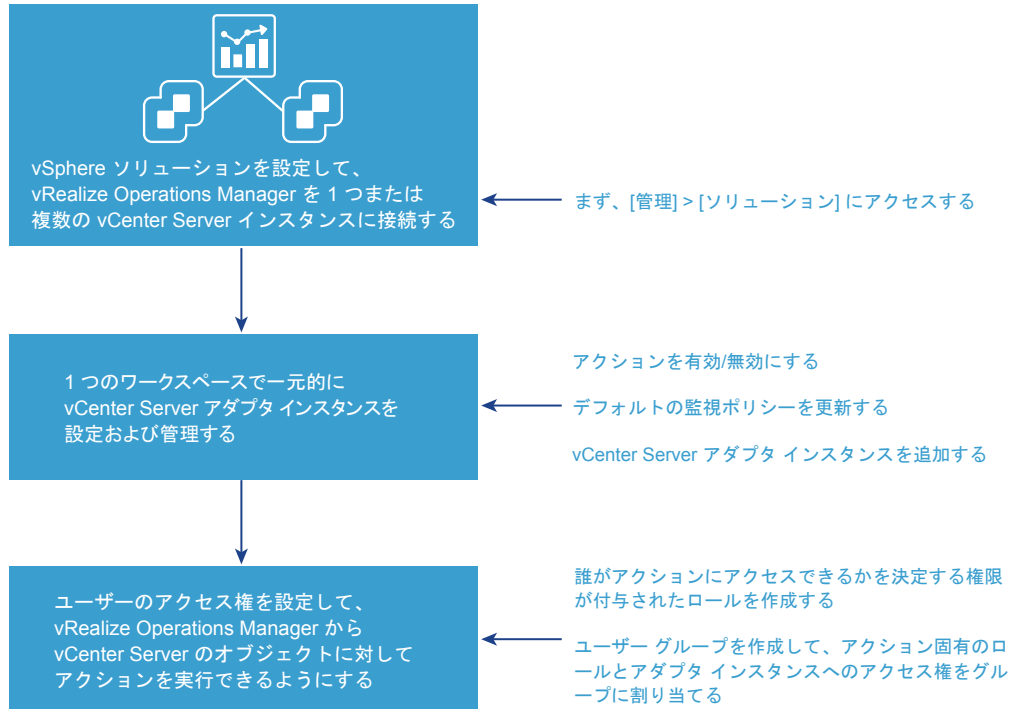 vSphere ソリューションを設定して、
vRealize Operations Manager を 1 つまたは
複数の vCenter Server インスタンスに接続する
まず、[管理] > [ソリューション] にアクセスする
1 つのワークスペースで一元的に
vCenter Server アダプタ インスタンスを
設定および管理する
アクションを有効/無効にする
デフォルトの監視ポリシーを更新する
vCenter Server アダプタ インスタンスを追加する
ユーザーのアクセス権を設定して、
vRealize Operations Manager から
vCenter Server のオブジェクトに対して
アクションを実行できるようにする
誰がアクションにアクセスできるかを決定する権限
が付与されたロールを作成する
ユーザー グループを作成して、アクション固有のロ
ールとアダプタ インスタンスへのアクセス権をグル
ープに割り当てる